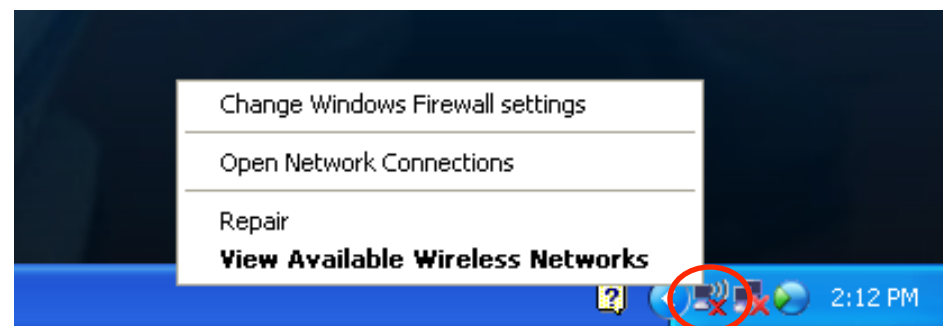 Change Windows Firewall settings
Open Network Connections
Repair
View Available Wireless Networks
? 2:12 PM